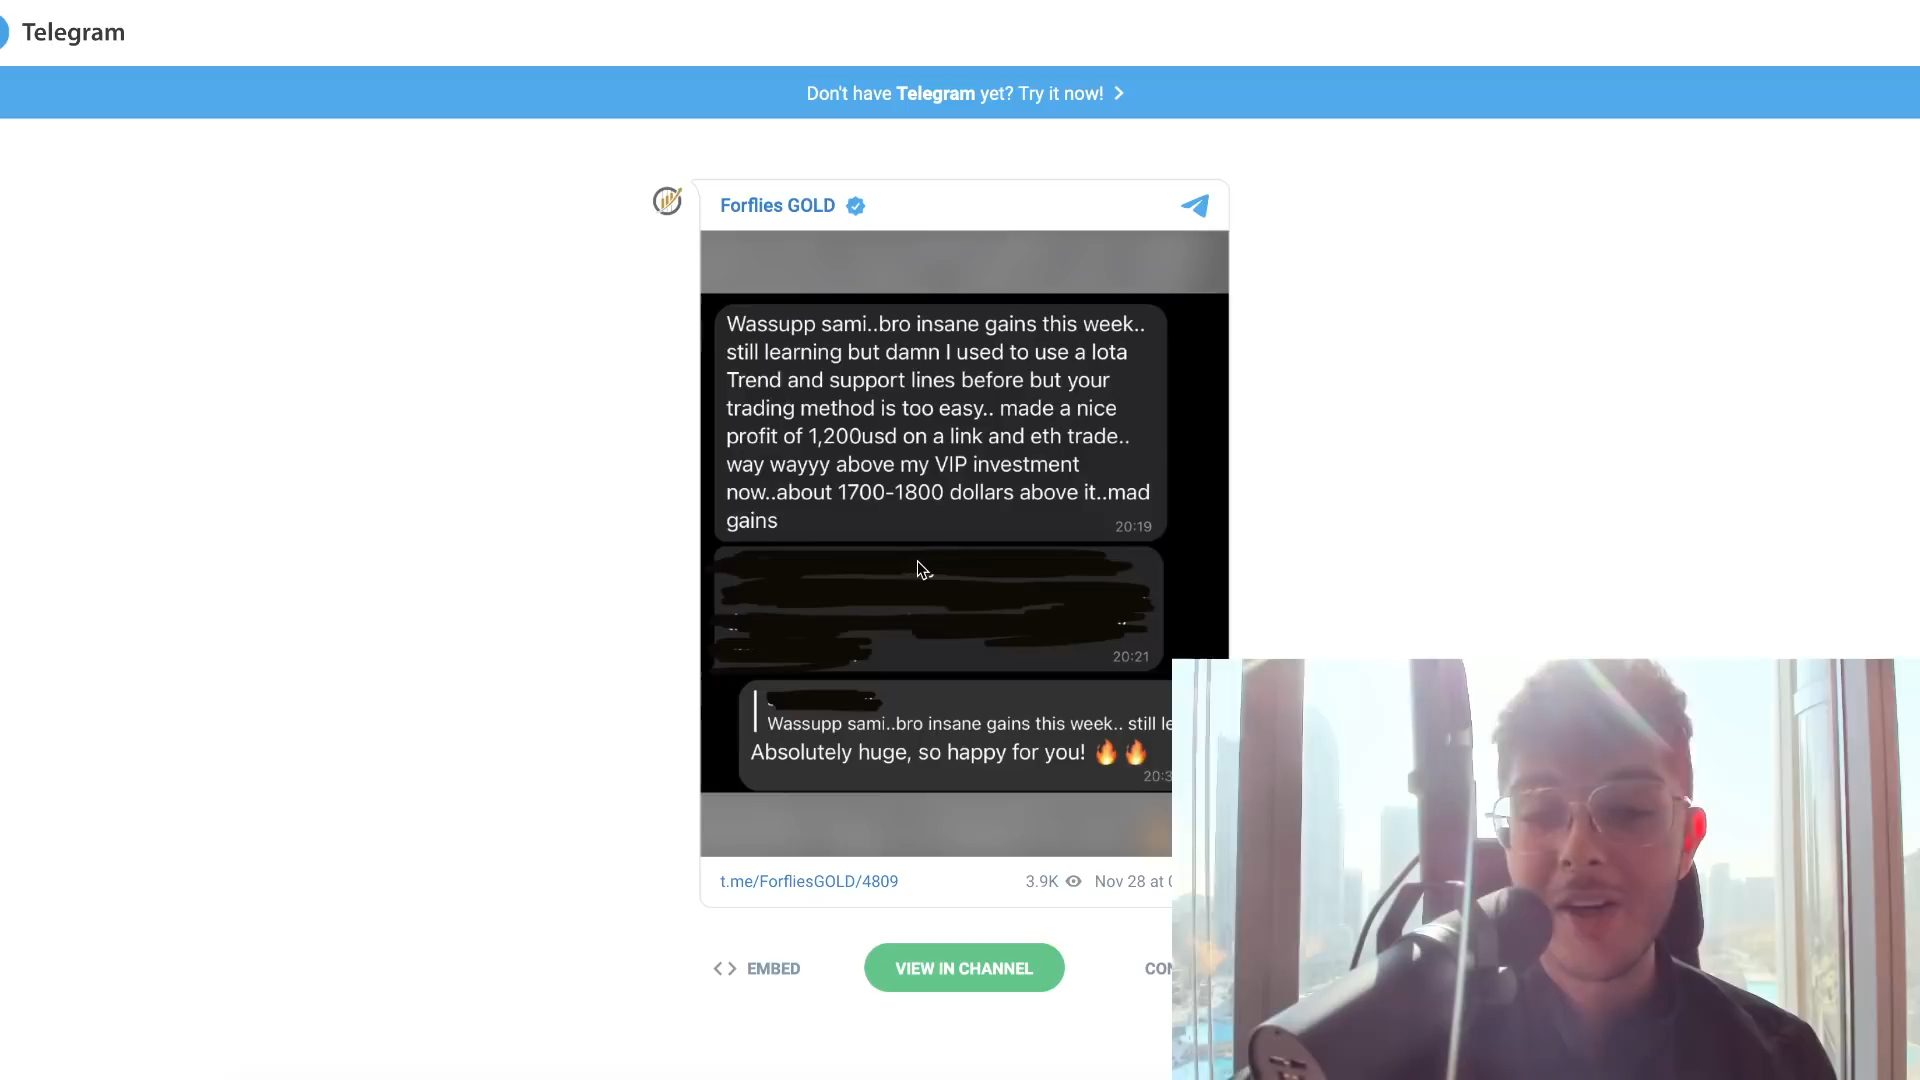 Telegram
Don't have Telegram yet? Try it now!
Forflies GOLD
Wassupp sami..bro insane gains this week..
still learning but damn I used to use a lota
Trend and support lines before but your
trading method is too easy.. made a nice
profit of 1,200usd on a link and eth trade..
way wayyy above my VIP investment
now..about 1700-1800 dollars above it..mad
gains
20:19
20:21
Wassupp sami..bro insane gains this week.. still le
Absolutely huge, so happy for you! 🔥🔥
20:3
t.me/ForfliesGOLD/4809 3.9K Nov 28 at
EMBED VIEW IN CHANNEL CON